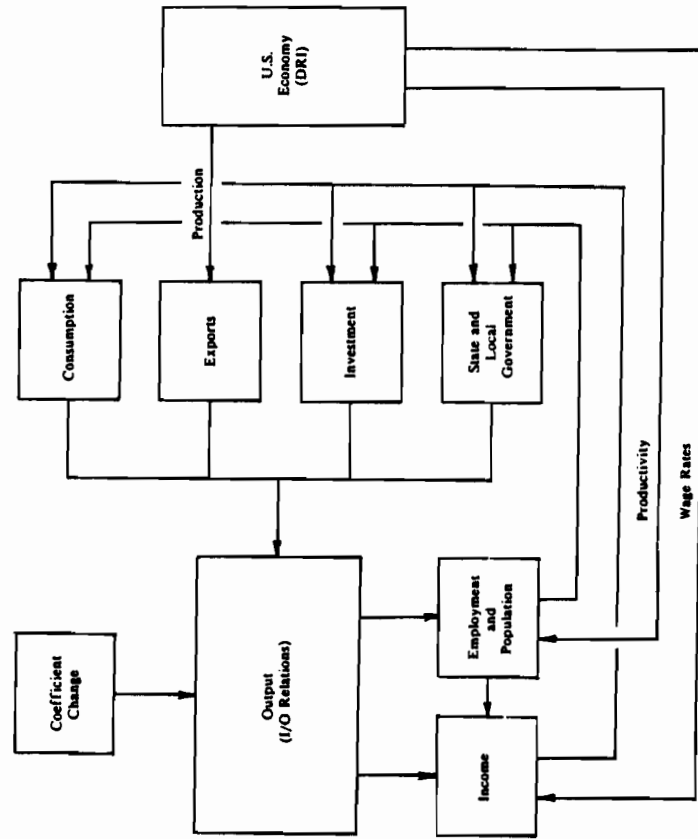 U.S.
Economy
(DRI)
Production
Consumption
Exports
Investment
State and
Local
Government
Productivity
Wage Rates
Coefficient
Change
Output
(I/O Relations)
Employment
and
Population
Income